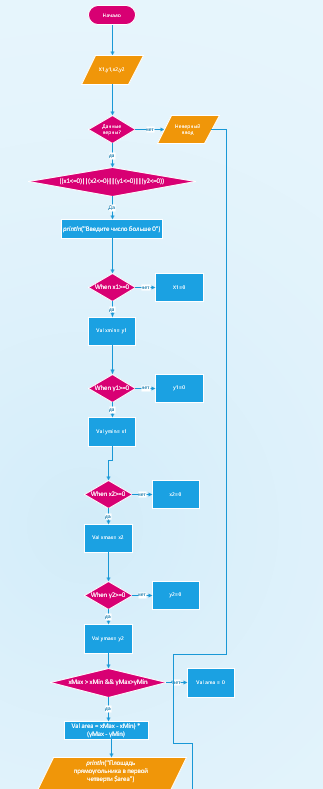 Начало
X1,y1,x2,y2
Данные
верны?
нет
Неверный
ввод
да
((x1<=0)||(x2<=0)||(y1<=0)||(y2<=0))
Да
println("Введите число больше 0")
When x1>=0
нет
X1=0
да
Val xmin= y1
When y1>=0
нет
y1=0
да
Val ymin= x1
When x2>=0
нет
x2=0
да
Val xmax= x2
When y2>=0
нет
y2=0
да
Val ymax= y2
xMax > xMin && yMax>yMin
нет
Val area = 0
да
Val area = xMax - xMin) *
(yMax - yMin)
println("Площадь
прямоугольника в первой
четверти $area")